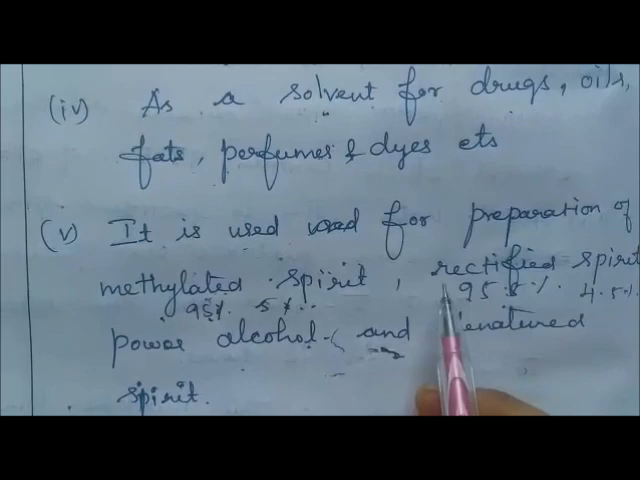 (iv) As a solvent for drugs, oils,
fats, perfumes & dyes ets
(v) It is used used for preparation of
methylated spirit, rectified spirit
95% 5% 95.5% 4.5%
power alcohol and enatured
spirit.